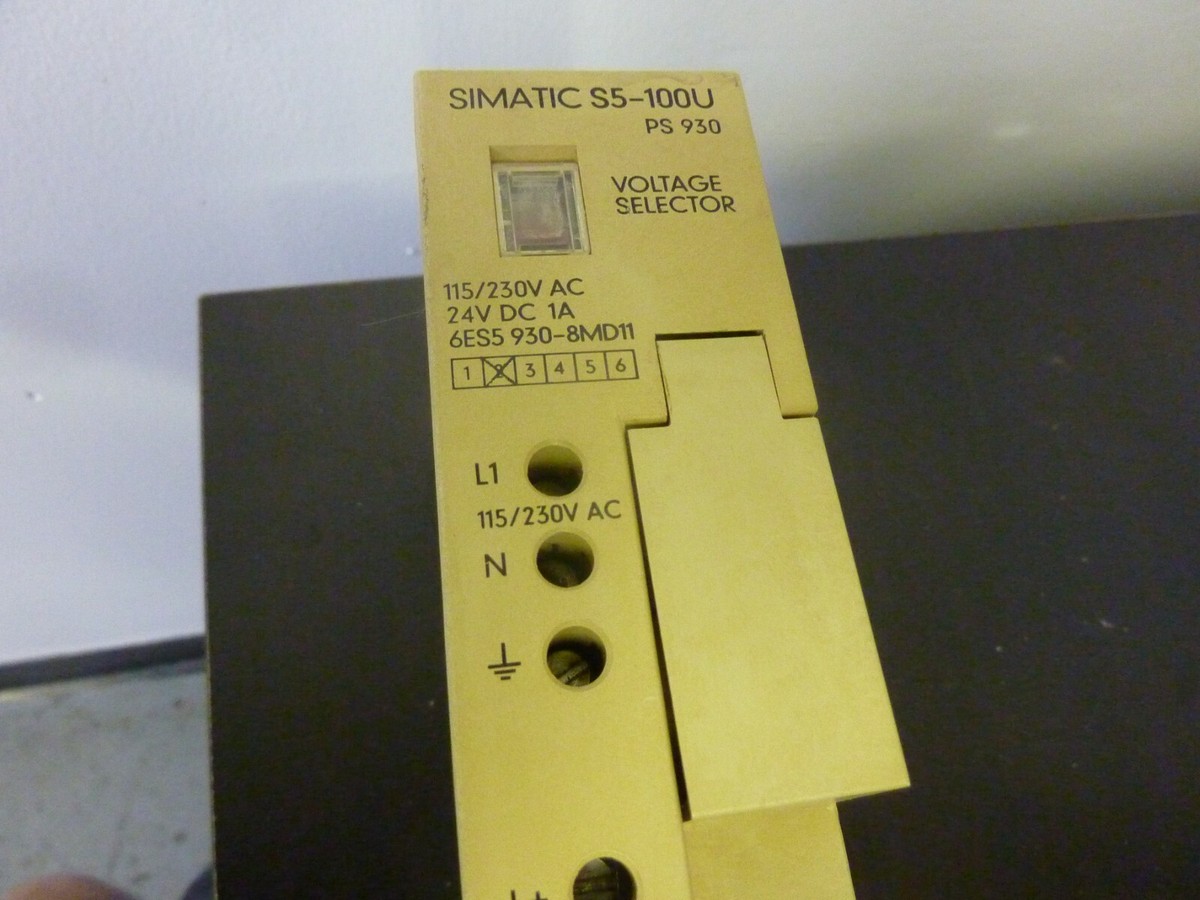 SIMATIC S5-100U
PS 930
VOLTAGE
SELECTOR
115/230V AC
24V DC 1A
6ES5 930-8MD11
1 2 3 4 5 6
L1
115/230V AC
N